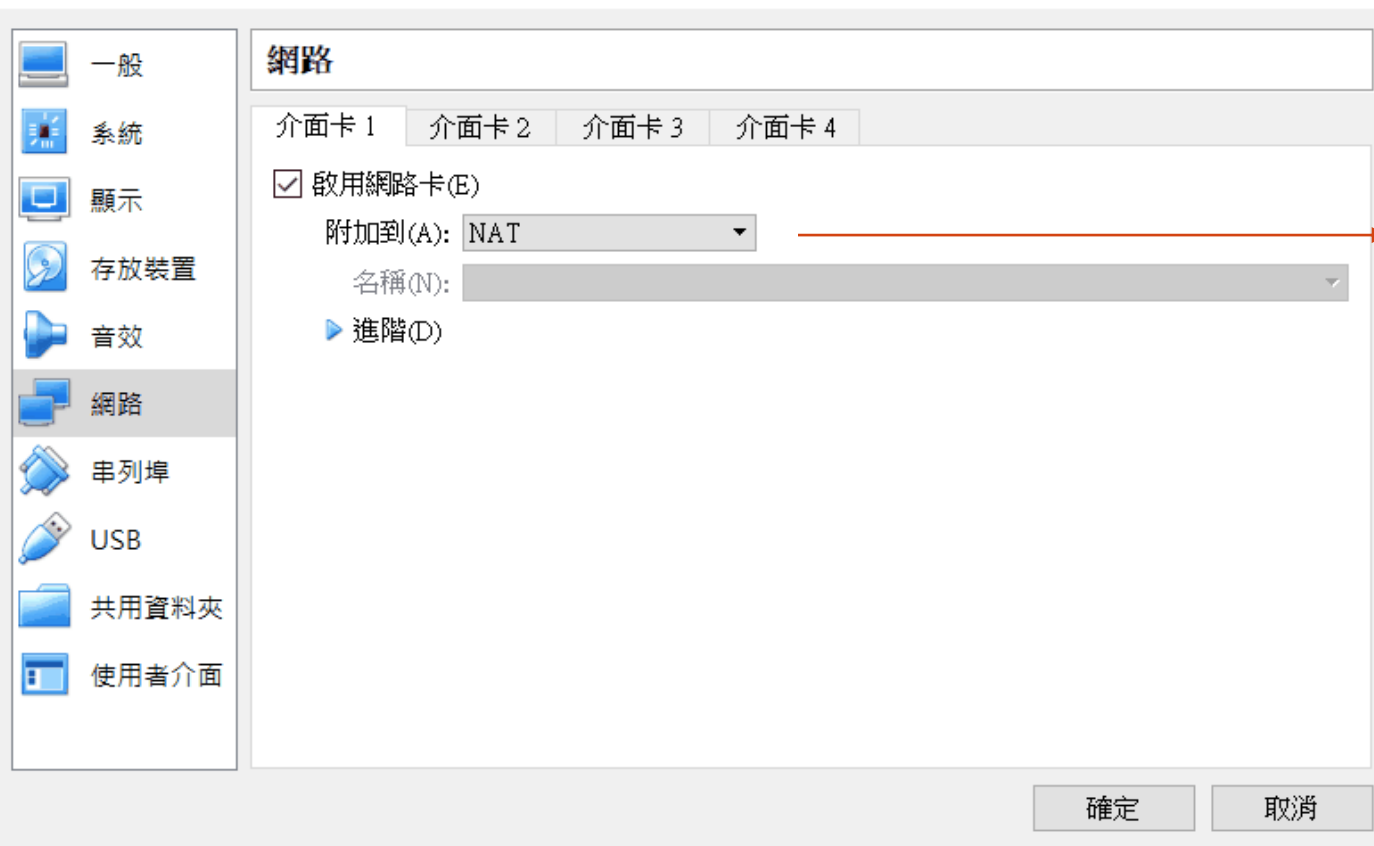 一般
系統
顯示
存放裝置
音效
網路
串列埠
USB
共用資料夾
使用者介面
網路
介面卡 1
介面卡 2
介面卡 3
介面卡 4
啟用網路卡(E)
附加到(A): NAT
名稱(N):
進階(D)
確定
取消